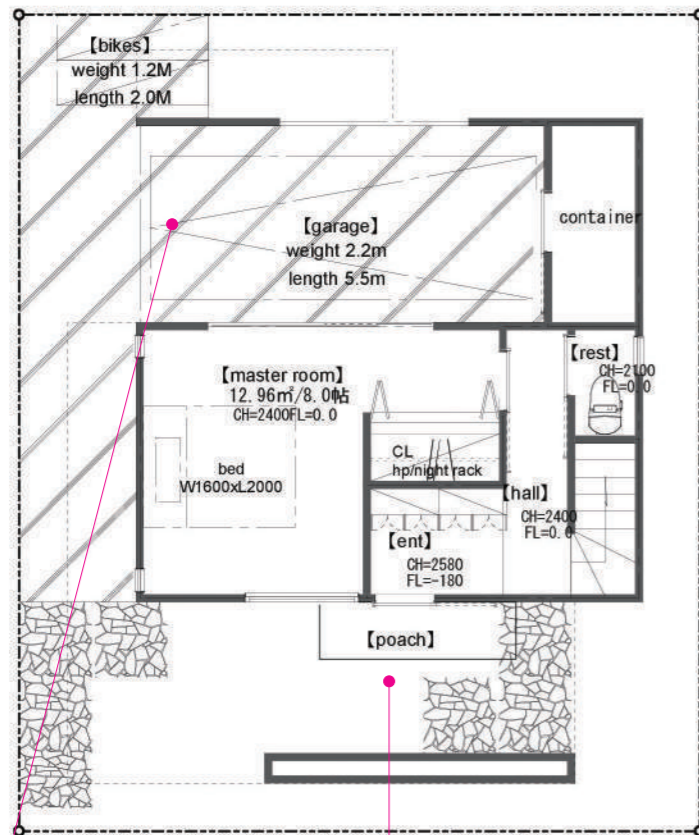 【bikes】
weight 1.2M
length 2.0M
【garage】
weight 2.2m
length 5.5m
container
【rest】
CH=2100
FL=0.0
【master room】
12.96㎡/8.0帖
CH=2400FL=0.0
bed
W1600xL2000
CL
hp/night rack
【hall】
CH=2400
FL=0.0
【ent】
CH=2580
FL=-180
【poach】